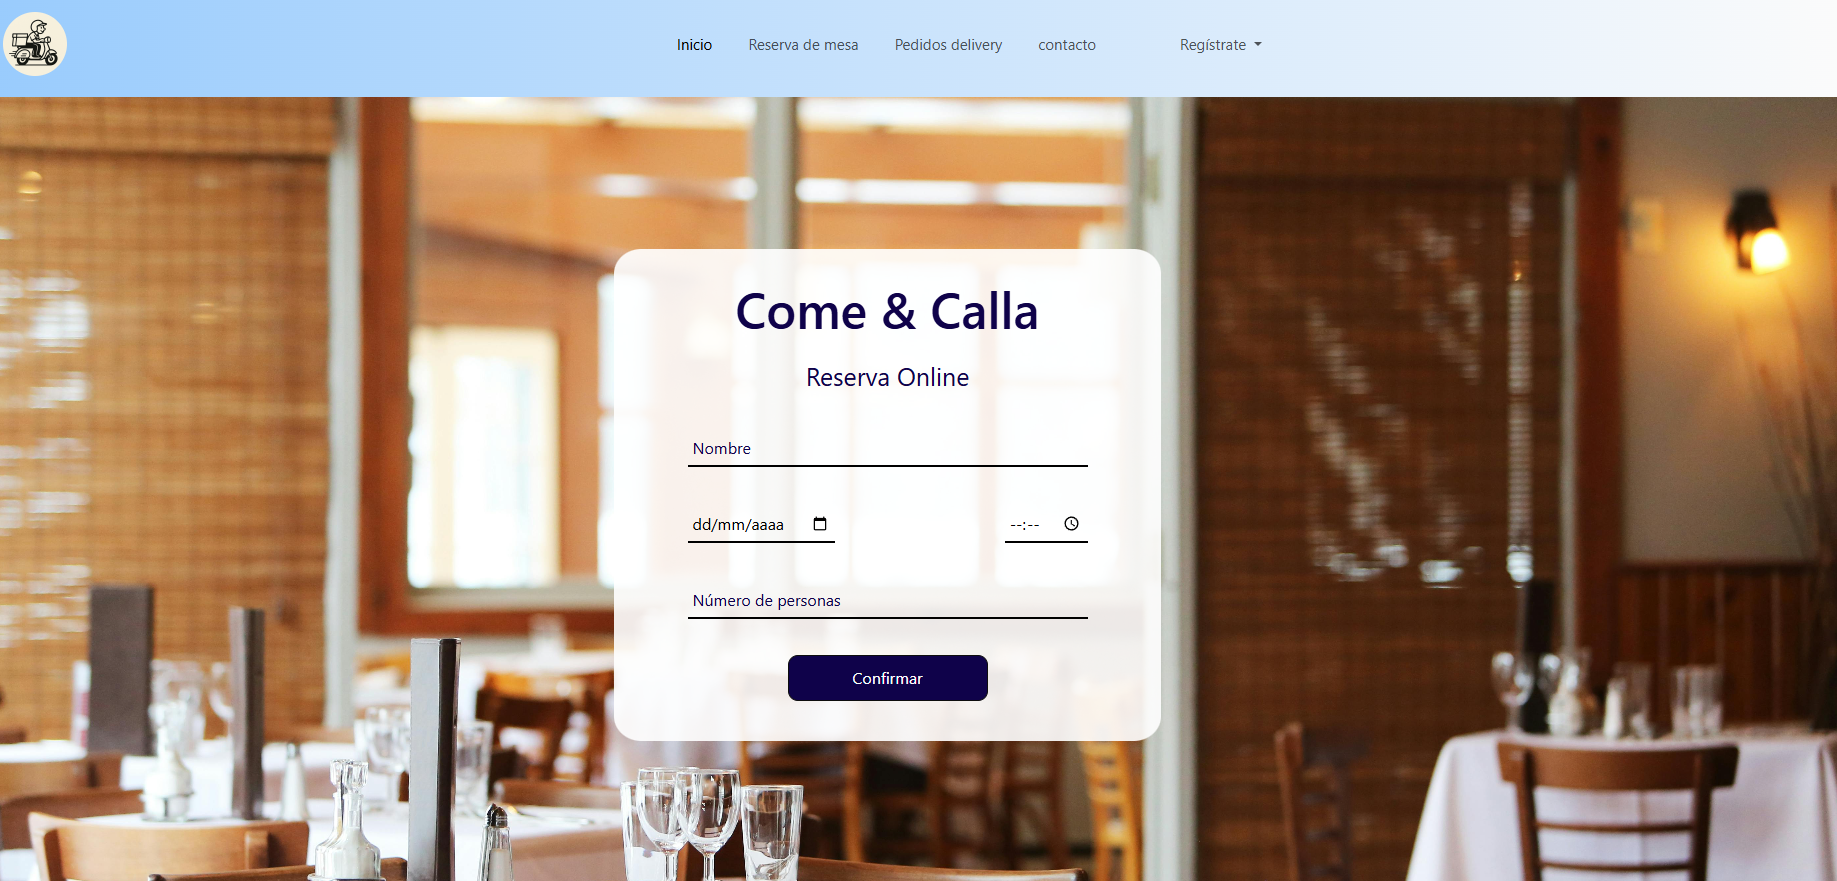 Inicio Reserva de mesa Pedidos delivery contacto Regístrate
Come & Calla
Reserva Online
Nombre
dd/mm/aaaa --:--
Número de personas
Confirmar